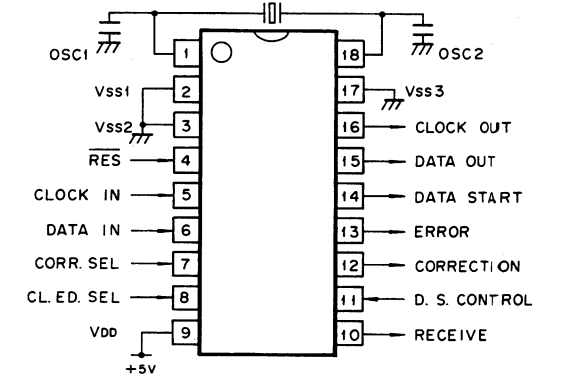 OSC1 1 18 OSC2
Vss1 2 17 Vss3
Vss2 3 16 CLOCK OUT
RES 4 15 DATA OUT
CLOCK IN 5 14 DATA START
DATA IN 6 13 ERROR
CORR. SEL 7 12 CORRECTION
CL. ED. SEL 8 11 D. S. CONTROL
VDD 9 10 RECEIVE
+5V